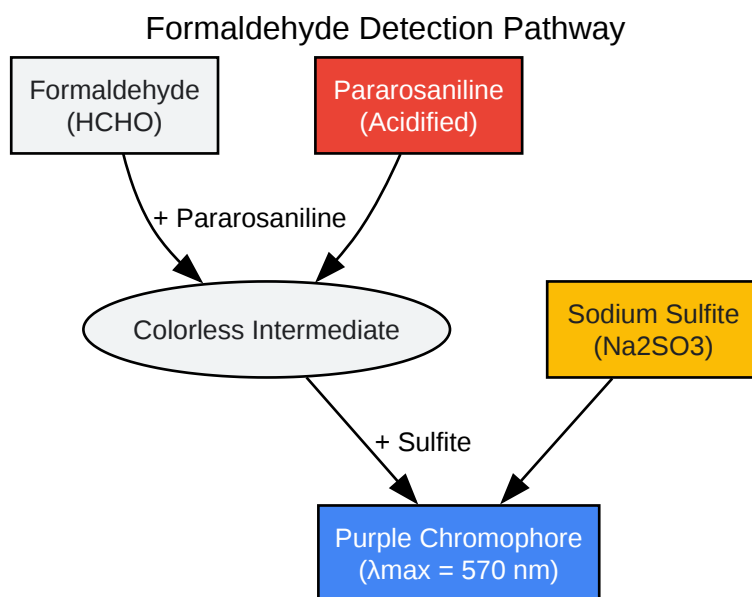 Formaldehyde Detection Pathway
Formaldehyde
(HCHO)
Pararosaniline
(Acidified)
+ Pararosaniline
Colorless Intermediate
Sodium Sulfite
(Na2SO3)
+ Sulfite
Purple Chromophore
(λmax = 570 nm)